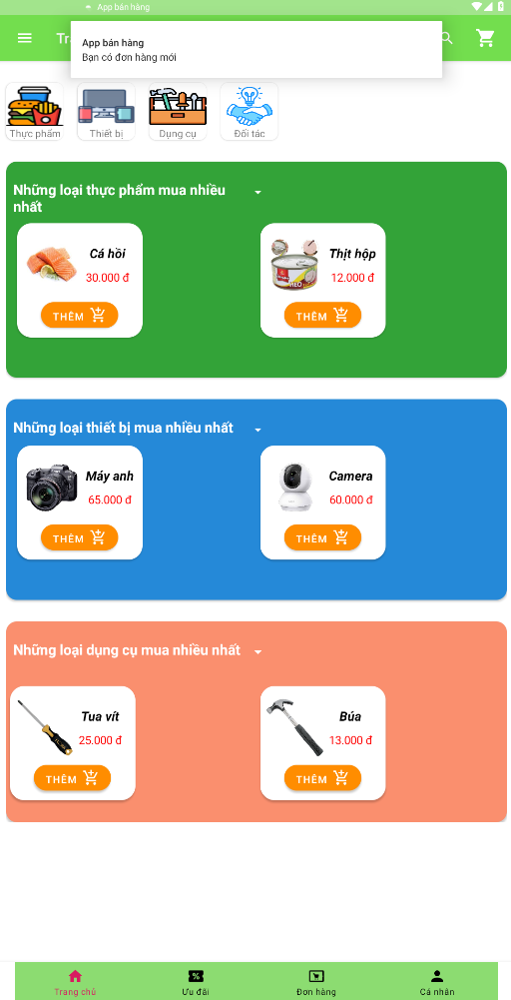 App bán hàng
Tr
App bán hàng
Bạn có đơn hàng mới
Thực phẩm
Thiết bị
Dụng cụ
Đối tác
Những loại thực phẩm mua nhiều
nhất
Cá hồi
30.000 đ
THÊM
Thịt hộp
12.000 đ
THÊM
Những loại thiết bị mua nhiều nhất
Máy anh
65.000 đ
THÊM
Camera
60.000 đ
THÊM
Những loại dụng cụ mua nhiều nhất
Tua vít
25.000 đ
THÊM
Búa
13.000 đ
THÊM
Trang chủ
Ưu đãi
Đơn hàng
Cá nhân